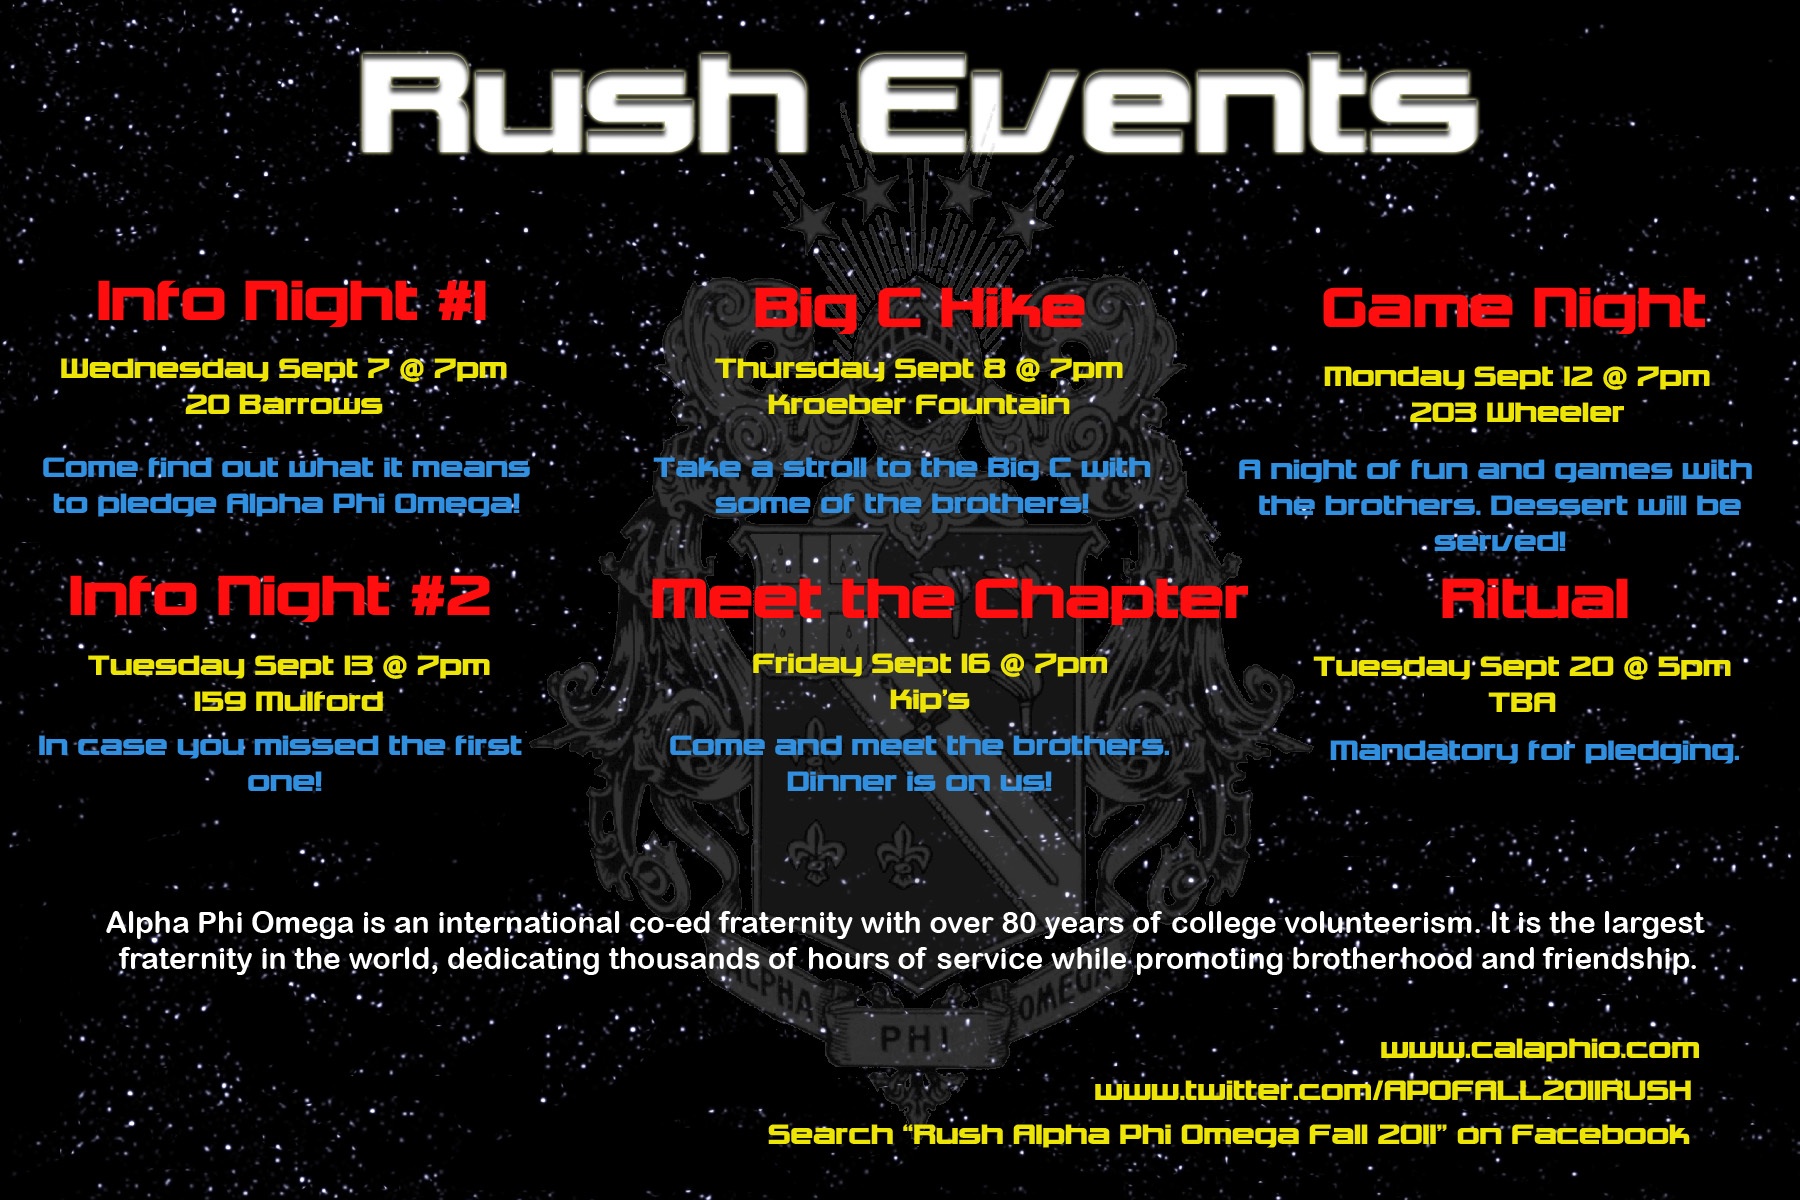 Rush Events
Info Night #1
Wednesday Sept 7 @ 7pm
20 Barrows
Come find out what it means
to pledge Alpha Phi Omega!
Big C Hike
Thursday Sept 8 @ 7pm
Kroeber Fountain
Take a stroll to the Big C with
some of the brothers!
Game Night
Monday Sept 12 @ 7pm
203 Wheeler
A night of fun and games with
the brothers. Dessert will be
served!
Info Night #2
Tuesday Sept 13 @ 7pm
159 Mulford
In case you missed the first
one!
Meet the Chapter
Friday Sept 16 @ 7pm
Kip's
Come and meet the brothers.
Dinner is on us!
Ritual
Tuesday Sept 20 @ 5pm
TBA
Mandatory for pledging.
Alpha Phi Omega is an international co-ed fraternity with over 80 years of college volunteerism. It is the largest
fraternity in the world, dedicating thousands of hours of service while promoting brotherhood and friendship.
ALPHA PHI OMEGA
www.calaphio.com
www.twitter.com/APOFALL2011RUSH
Search "Rush Alpha Phi Omega Fall 2011" on Facebook